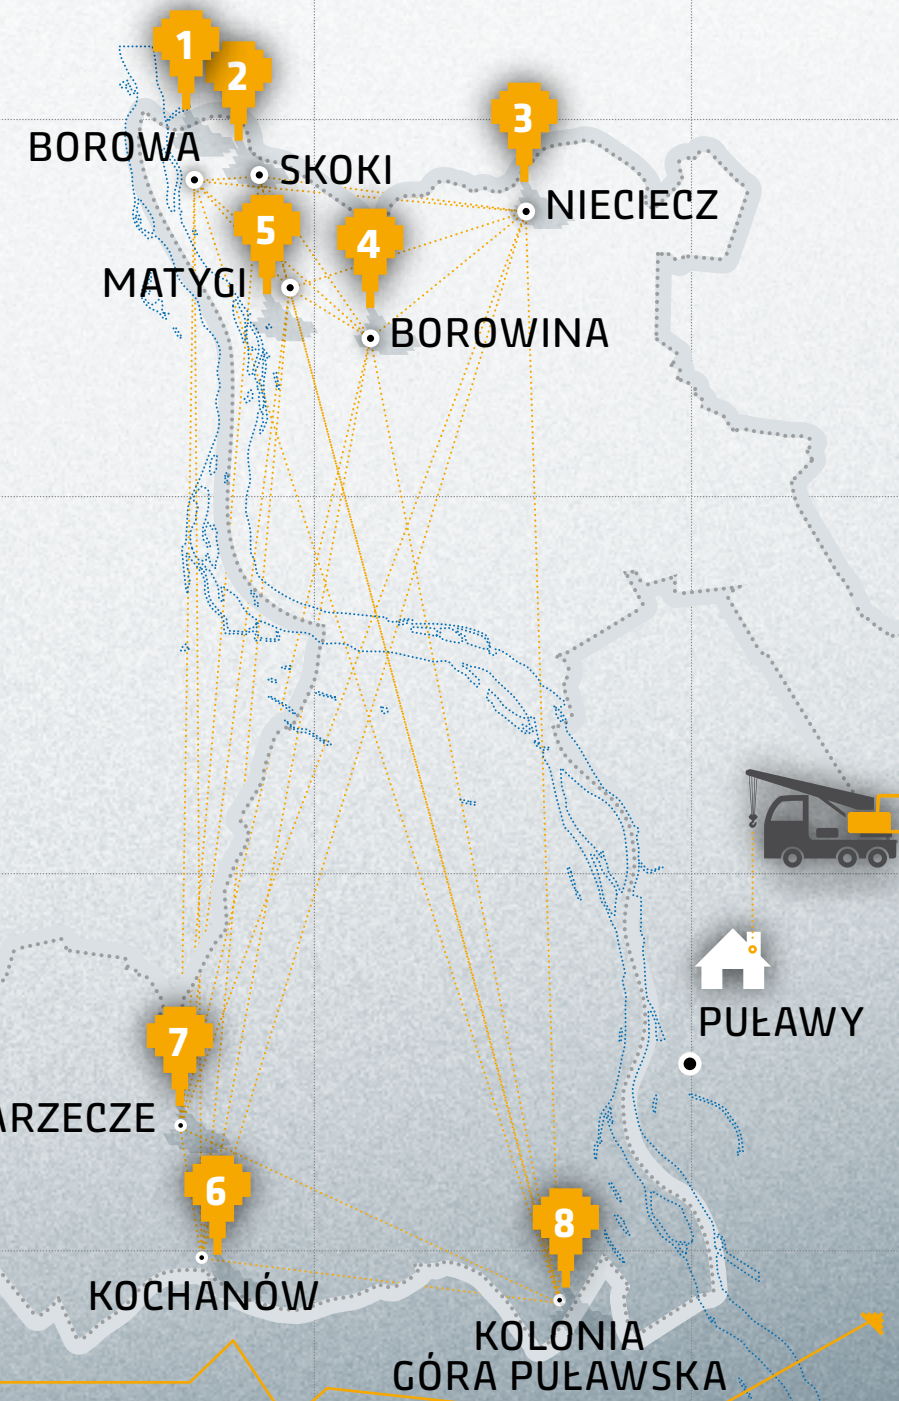 1
2
3
BOROWA
SKOKI
NIECIECZ
5
4
MATYGI
BOROWINA
PUŁAWY
7
ARZECZE
6
8
KOCHANÓW
KOLONIA
GÓRA PUŁAWSKA